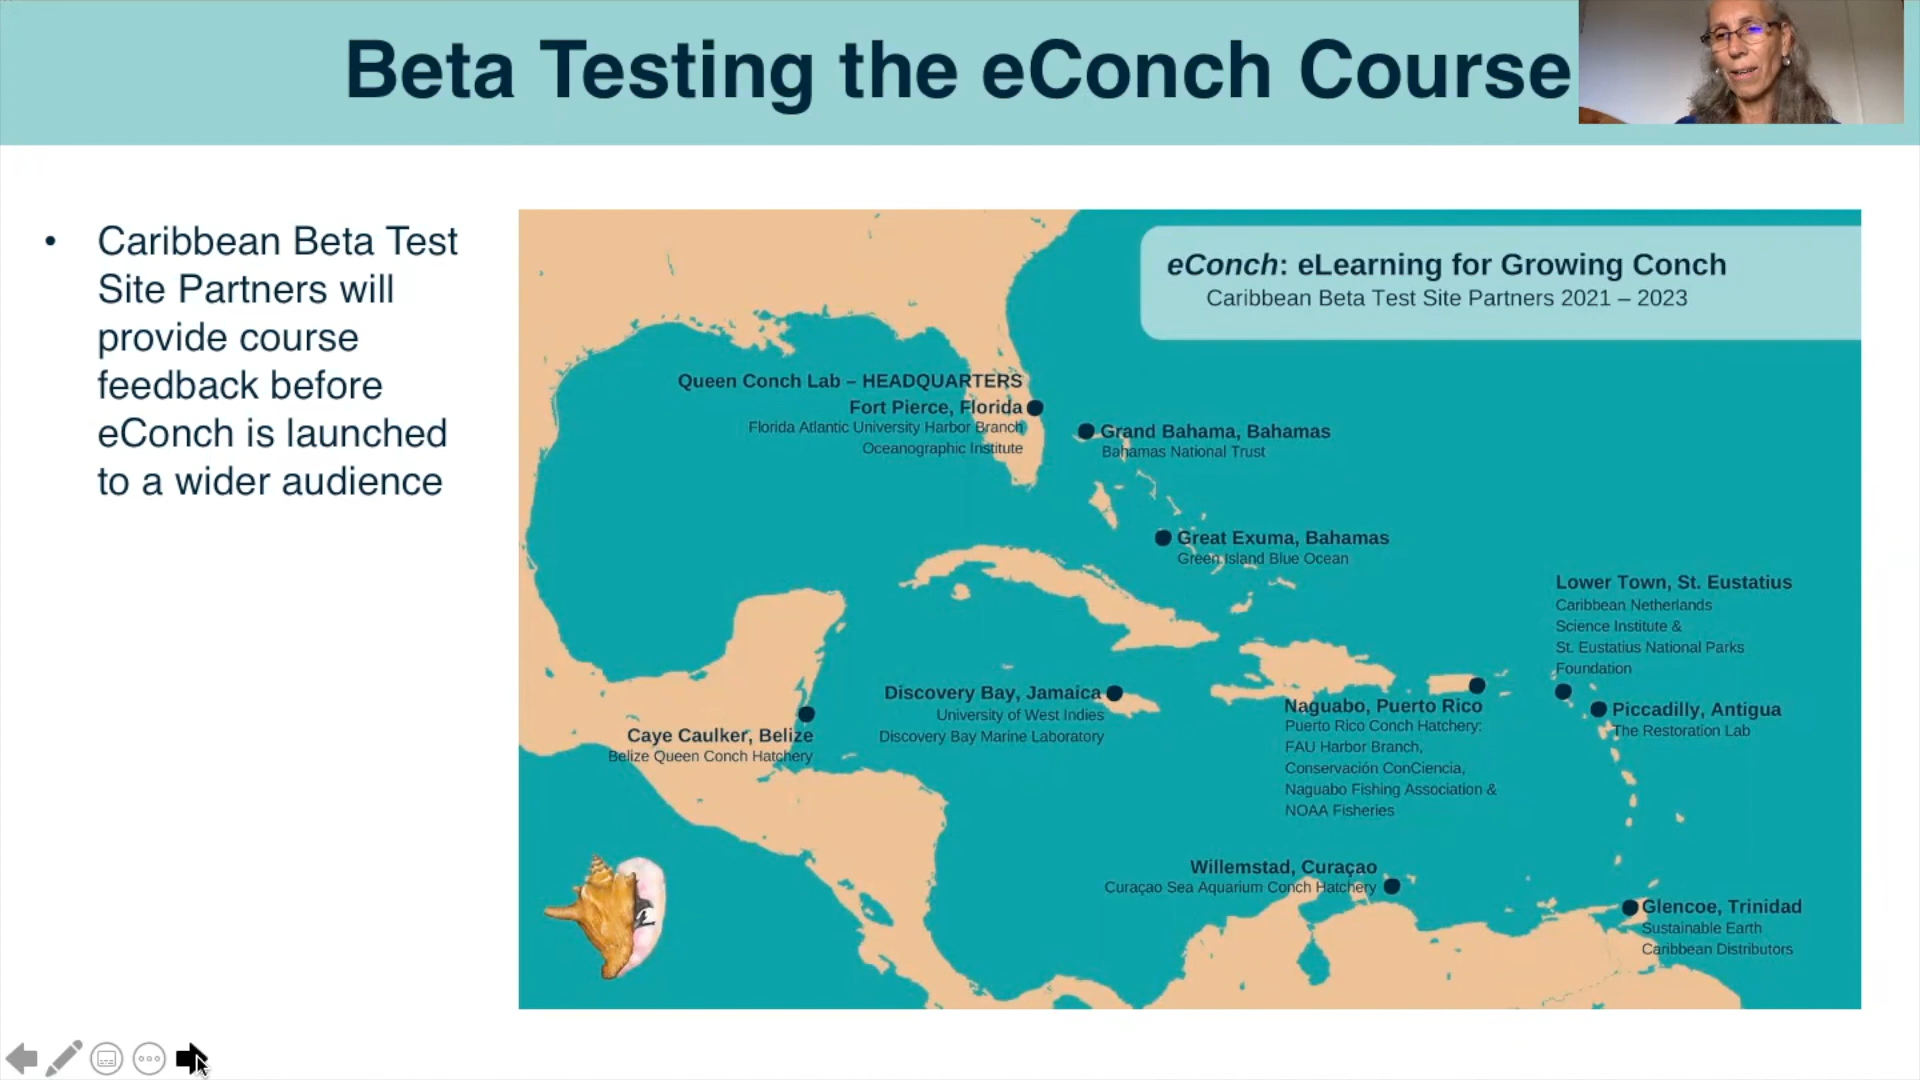 Beta Testing the eConch Course
• Caribbean Beta Test
Site Partners will
provide course
feedback before
eConch is launched
to a wider audience
eConch: eLearning for Growing Conch
Caribbean Beta Test Site Partners 2021 – 2023
Queen Conch Lab – HEADQUARTERS
Fort Pierce, Florida
Florida Atlantic University Harbor Branch
Oceanographic Institute
Grand Bahama, Bahamas
Bahamas National Trust
Great Exuma, Bahamas
Green Island Blue Ocean
Lower Town, St. Eustatius
Caribbean Netherlands
Science Institute &
St. Eustatius National Parks
Foundation
Discovery Bay, Jamaica
University of West Indies
Discovery Bay Marine Laboratory
Naguabo, Puerto Rico
Puerto Rico Conch Hatchery:
FAU Harbor Branch,
Conservación ConCiencia,
Naguabo Fishing Association &
NOAA Fisheries
Piccadilly, Antigua
The Restoration Lab
Caye Caulker, Belize
Belize Queen Conch Hatchery
Willemstad, Curaçao
Curaçao Sea Aquarium Conch Hatchery
Glencoe, Trinidad
Sustainable Earth
Caribbean Distributors